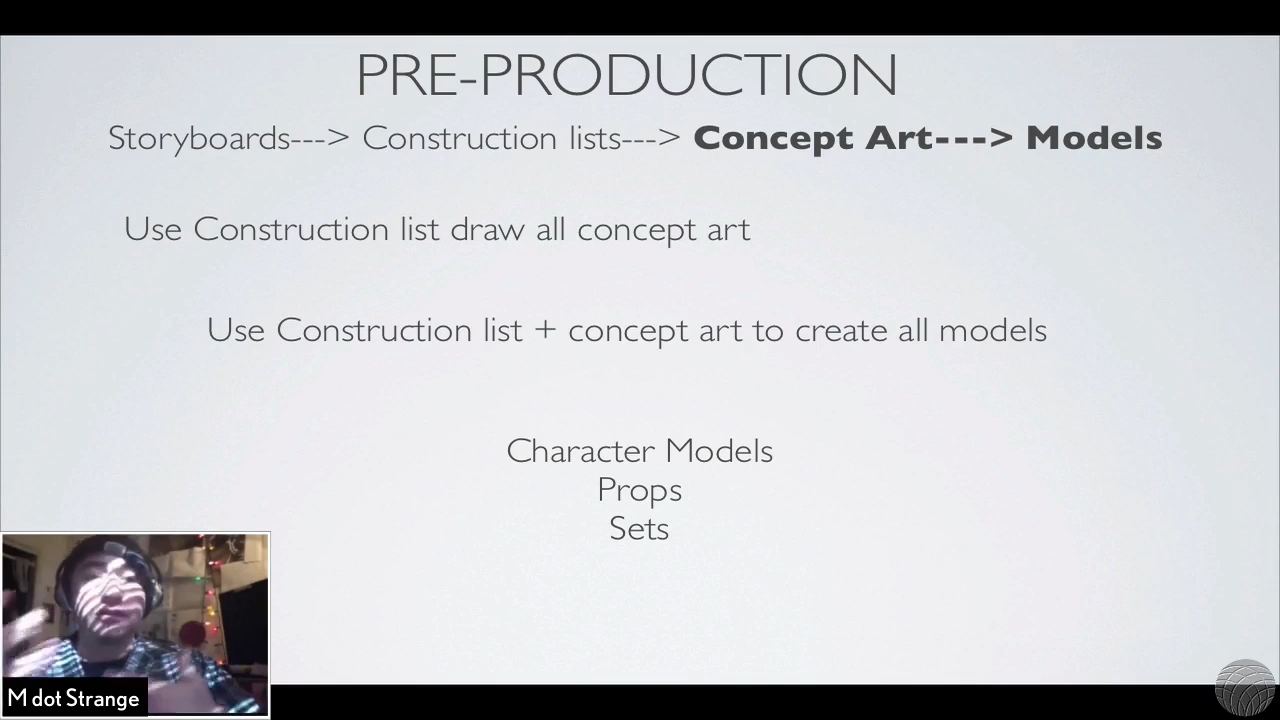 PRE-PRODUCTION
Storyboards---> Construction lists---> Concept Art---> Models
Use Construction list draw all concept art
Use Construction list + concept art to create all models
Character Models
Props
Sets
M dot Strange